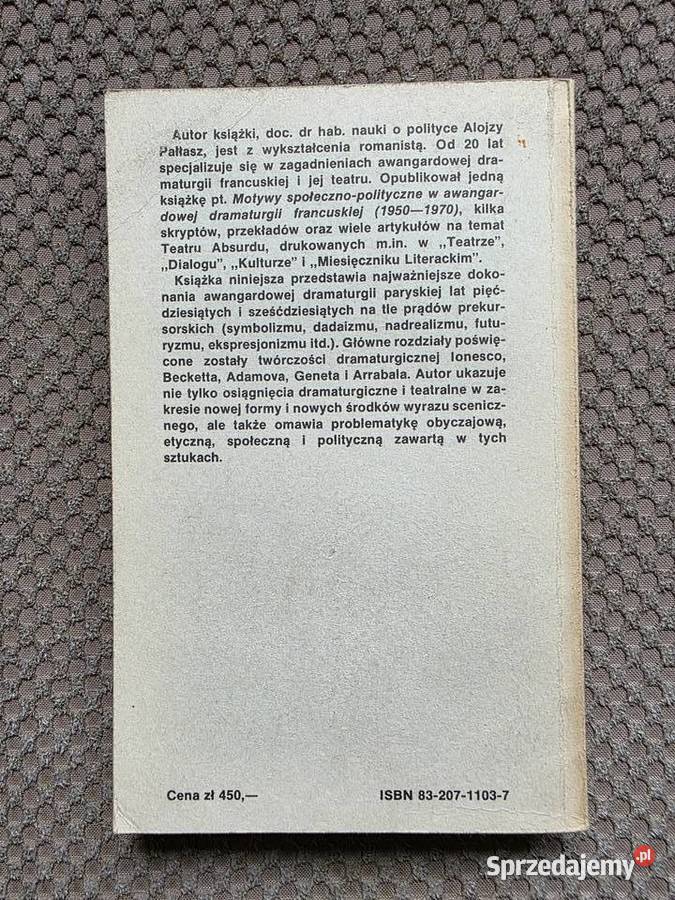 Autor książki, doc. dr hab. nauki o polityce Alojzy
Pałłasz, jest z wykształcenia romanistą. Od 20 lat
specjalizuje się w zagadnieniach awangardowej dra-
maturgii francuskiej i jej teatru. Opublikował jedną
książkę pt. Motywy społeczno-polityczne w awangar-
dowej dramaturgii francuskiej (1950—1970), kilka
skryptów, przekładów oraz wiele artykułów na temat
Teatru Absurdu, drukowanych m.in. w ,,Teatrze”,
,,Dialogu”, ,,Kulturze” i ,,Miesięczniku Literackim”.
Książka niniejsza przedstawia najważniejsze doko-
nania awangardowej dramaturgii paryskiej lat pięć-
dziesiątych i sześćdziesiątych na tle prądów prekur-
sorskich (symbolizmu, dadaizmu, nadrealizmu, futu-
ryzmu, ekspresjonizmu itd.). Główne rozdziały poświę-
cone zostały twórczości dramaturgicznej Ionesco,
Becketta, Adamova, Geneta i Arrabala. Autor ukazuje
nie tylko osiągnięcia dramaturgiczne i teatralne w za-
kresie nowej formy i nowych środków wyrazu scenicz-
nego, ale także omawia problematykę obyczajową,
etyczną, społeczną i polityczną zawartą w tych
sztukach.
Cena zł 450,— ISBN 83-207-1103-7
Sprzedajemy.pl